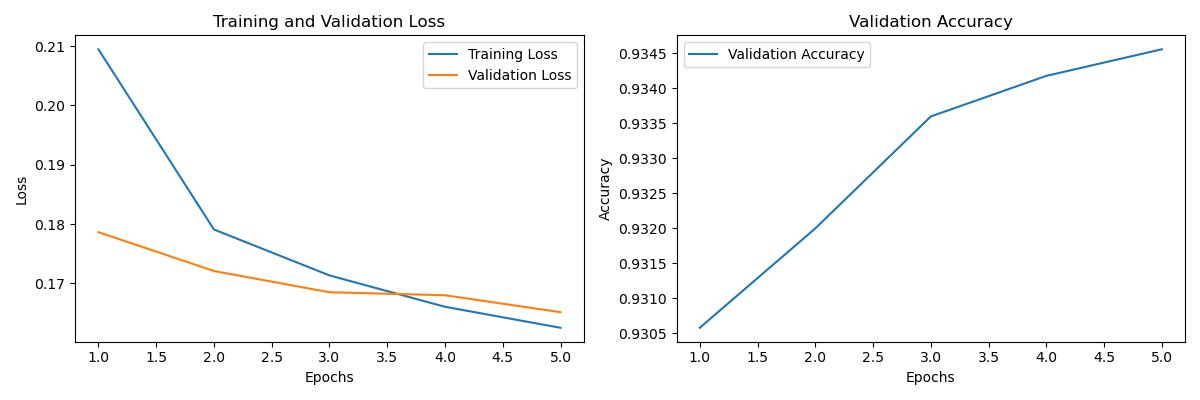 Training and Validation Loss
0.21
0.20
0.19
0.18
0.17
Loss
Training Loss
Validation Loss
1.0 1.5 2.0 2.5 3.0 3.5 4.0 4.5 5.0
Epochs
Validation Accuracy
0.9345
0.9340
0.9335
0.9330
0.9325
0.9320
0.9315
0.9310
0.9305
Accuracy
Validation Accuracy
1.0 1.5 2.0 2.5 3.0 3.5 4.0 4.5 5.0
Epochs